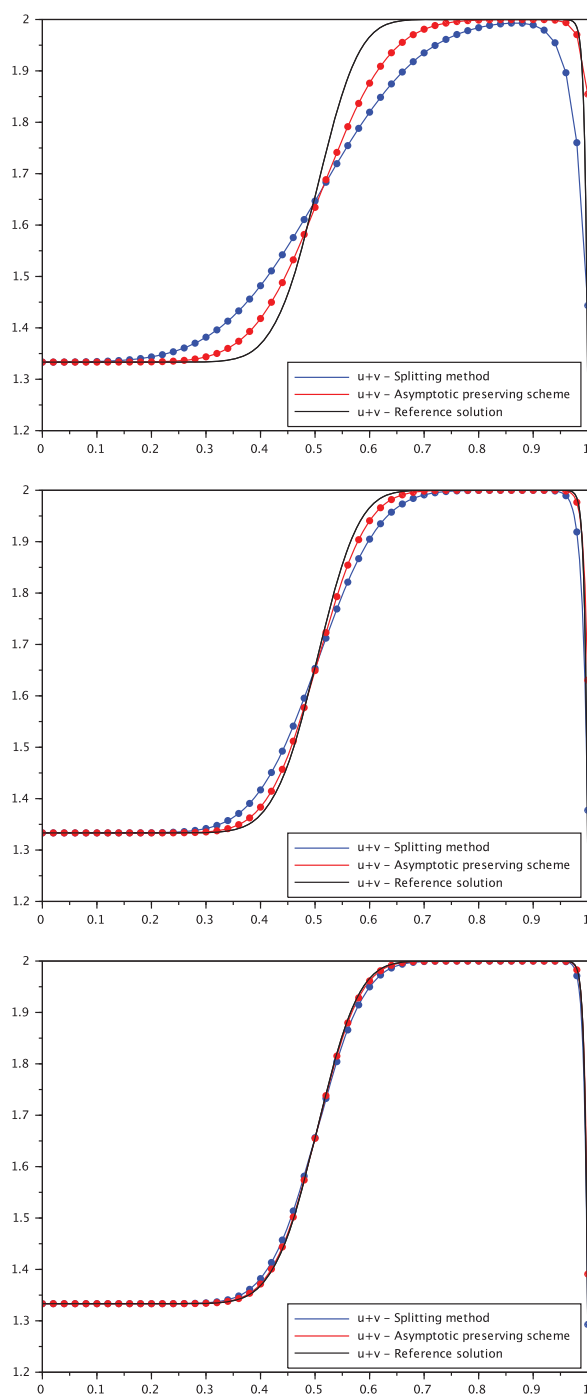 2
1.9
1.8
1.7
1.6
1.5
1.4
1.3
1.2
u+v – Splitting method
u+v – Asymptotic preserving scheme
u+v – Reference solution
0 0.1 0.2 0.3 0.4 0.5 0.6 0.7 0.8 0.9 1
2
1.9
1.8
1.7
1.6
1.5
1.4
1.3
1.2
u+v – Splitting method
u+v – Asymptotic preserving scheme
u+v – Reference solution
0 0.1 0.2 0.3 0.4 0.5 0.6 0.7 0.8 0.9 1
2
1.9
1.8
1.7
1.6
1.5
1.4
1.3
1.2
u+v – Splitting method
u+v – Asymptotic preserving scheme
u+v – Reference solution
0 0.1 0.2 0.3 0.4 0.5 0.6 0.7 0.8 0.9 1